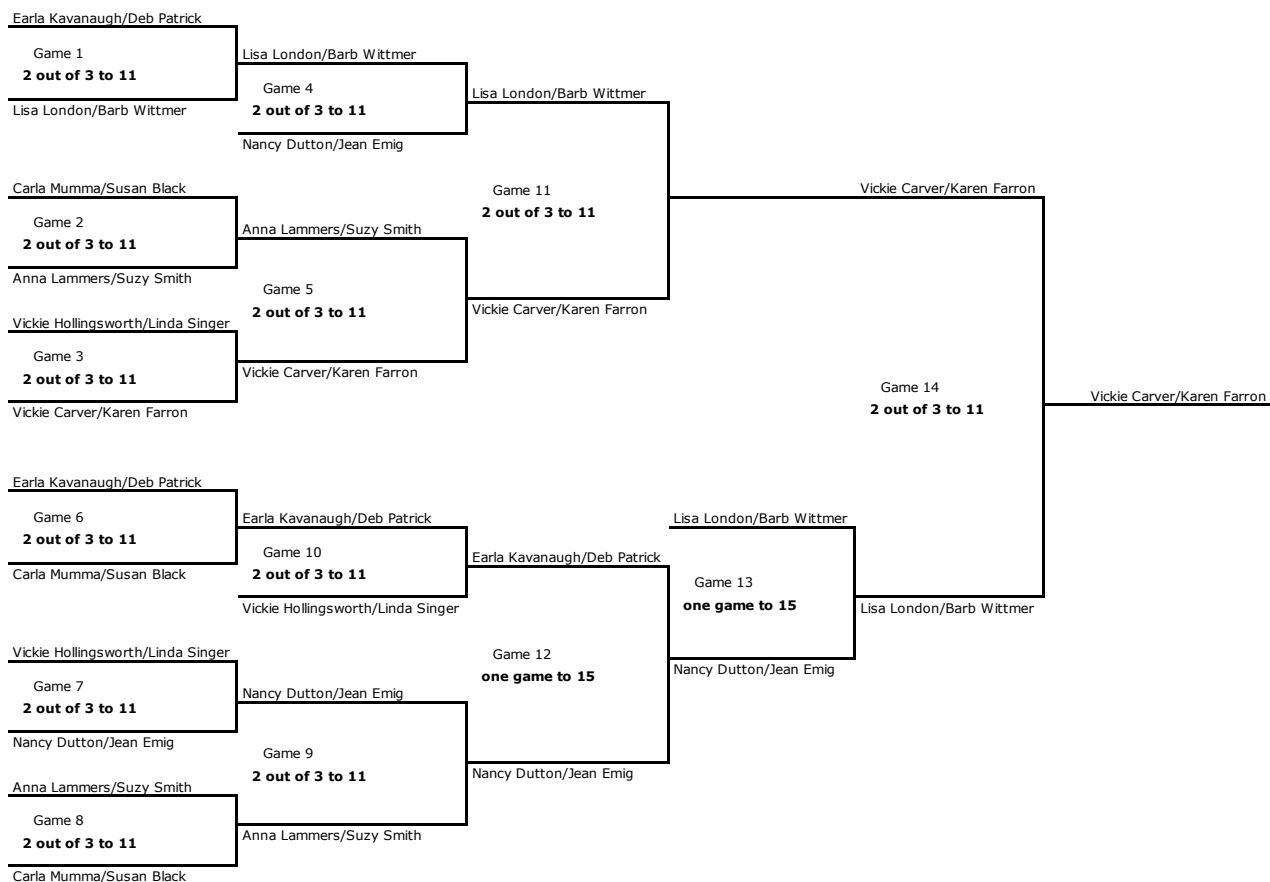 Earla Kavanaugh/Deb Patrick
Game 1
2 out of 3 to 11
Lisa London/Barb Wittmer
Lisa London/Barb Wittmer
Game 4
2 out of 3 to 11
Nancy Dutton/Jean Emig
Lisa London/Barb Wittmer
Carla Mumma/Susan Black
Game 2
2 out of 3 to 11
Anna Lammers/Suzy Smith
Anna Lammers/Suzy Smith
Game 5
2 out of 3 to 11
Vickie Hollingsworth/Linda Singer
Game 3
2 out of 3 to 11
Vickie Carver/Karen Farron
Vickie Carver/Karen Farron
Game 11
2 out of 3 to 11
Vickie Carver/Karen Farron
Vickie Carver/Karen Farron
Game 14
2 out of 3 to 11
Vickie Carver/Karen Farron
Earla Kavanaugh/Deb Patrick
Game 6
2 out of 3 to 11
Carla Mumma/Susan Black
Earla Kavanaugh/Deb Patrick
Game 10
2 out of 3 to 11
Vickie Hollingsworth/Linda Singer
Earla Kavanaugh/Deb Patrick
Lisa London/Barb Wittmer
Game 13
one game to 15
Lisa London/Barb Wittmer
Vickie Hollingsworth/Linda Singer
Game 7
2 out of 3 to 11
Nancy Dutton/Jean Emig
Nancy Dutton/Jean Emig
Game 9
2 out of 3 to 11
Game 12
one game to 15
Nancy Dutton/Jean Emig
Nancy Dutton/Jean Emig
Anna Lammers/Suzy Smith
Game 8
2 out of 3 to 11
Carla Mumma/Susan Black
Anna Lammers/Suzy Smith